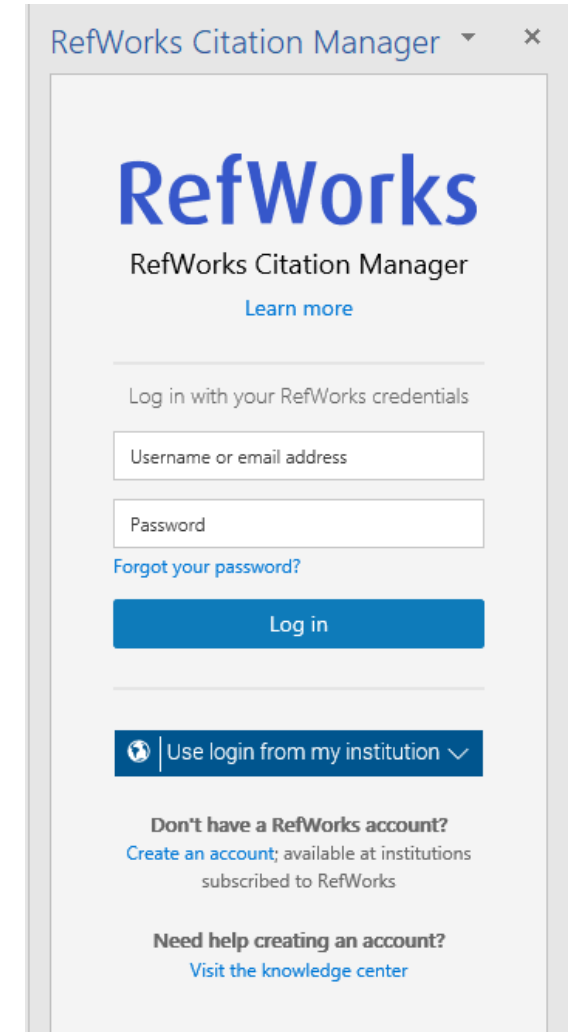 RefWorks Citation Manager
RefWorks
RefWorks Citation Manager
Learn more
Log in with your RefWorks credentials
Username or email address
Password
Forgot your password?
Log in
Use login from my institution
Don't have a RefWorks account?
Create an account; available at institutions
subscribed to RefWorks
Need help creating an account?
Visit the knowledge center